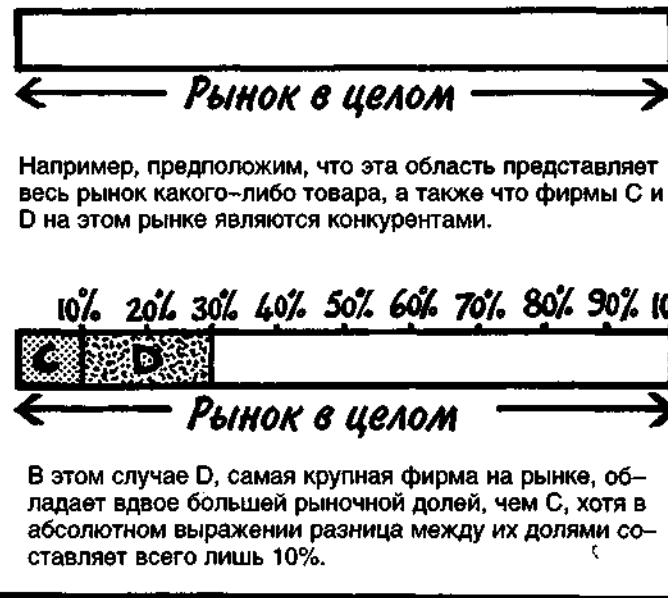 Рынок в целом
Например, предположим, что эта область представляет
весь рынок какого-либо товара, а также что фирмы С и
D на этом рынке являются конкурентами.
10% 20% 30% 40% 50% 60% 70% 80% 90% 10
C D
Рынок в целом
В этом случае D, самая крупная фирма на рынке, об-
ладает вдвое большей рыночной долей, чем С, хотя в
абсолютном выражении разница между их долями со-
ставляет всего лишь 10%.